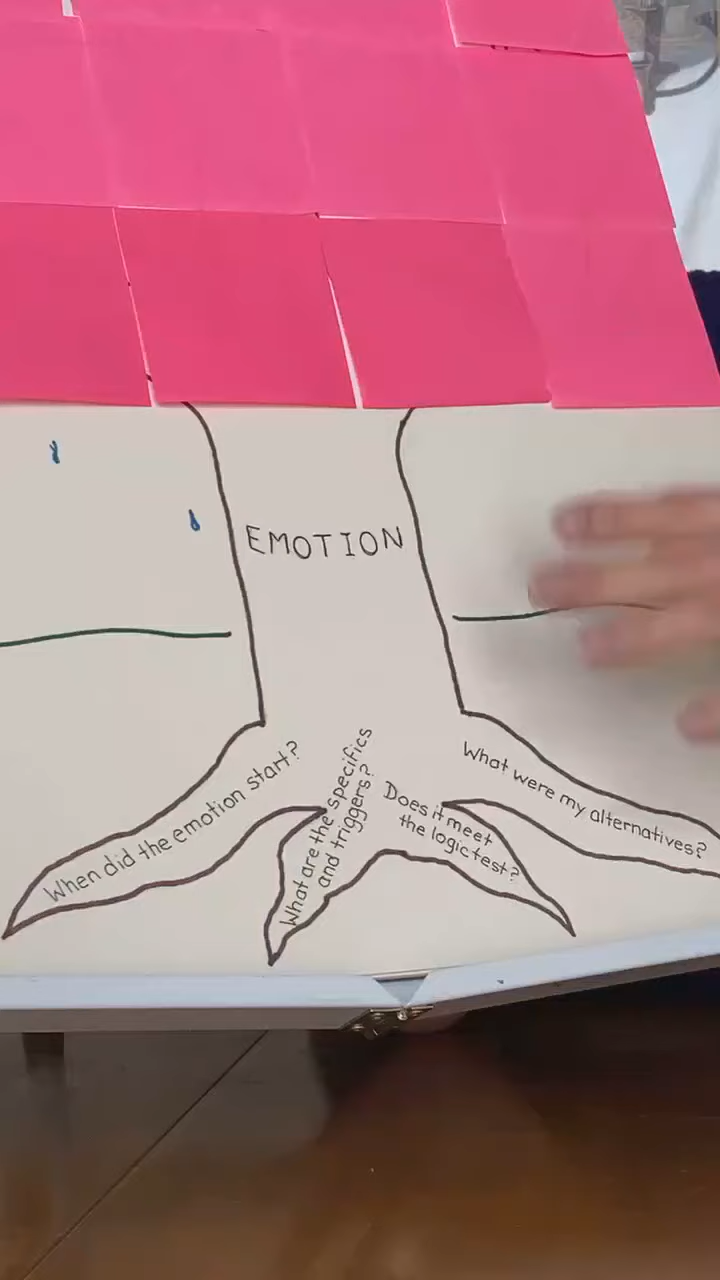 EMOTION
When did the emotion start?
What are the specifics
and triggers?
Does it meet
the logic test?
What were my alternatives?